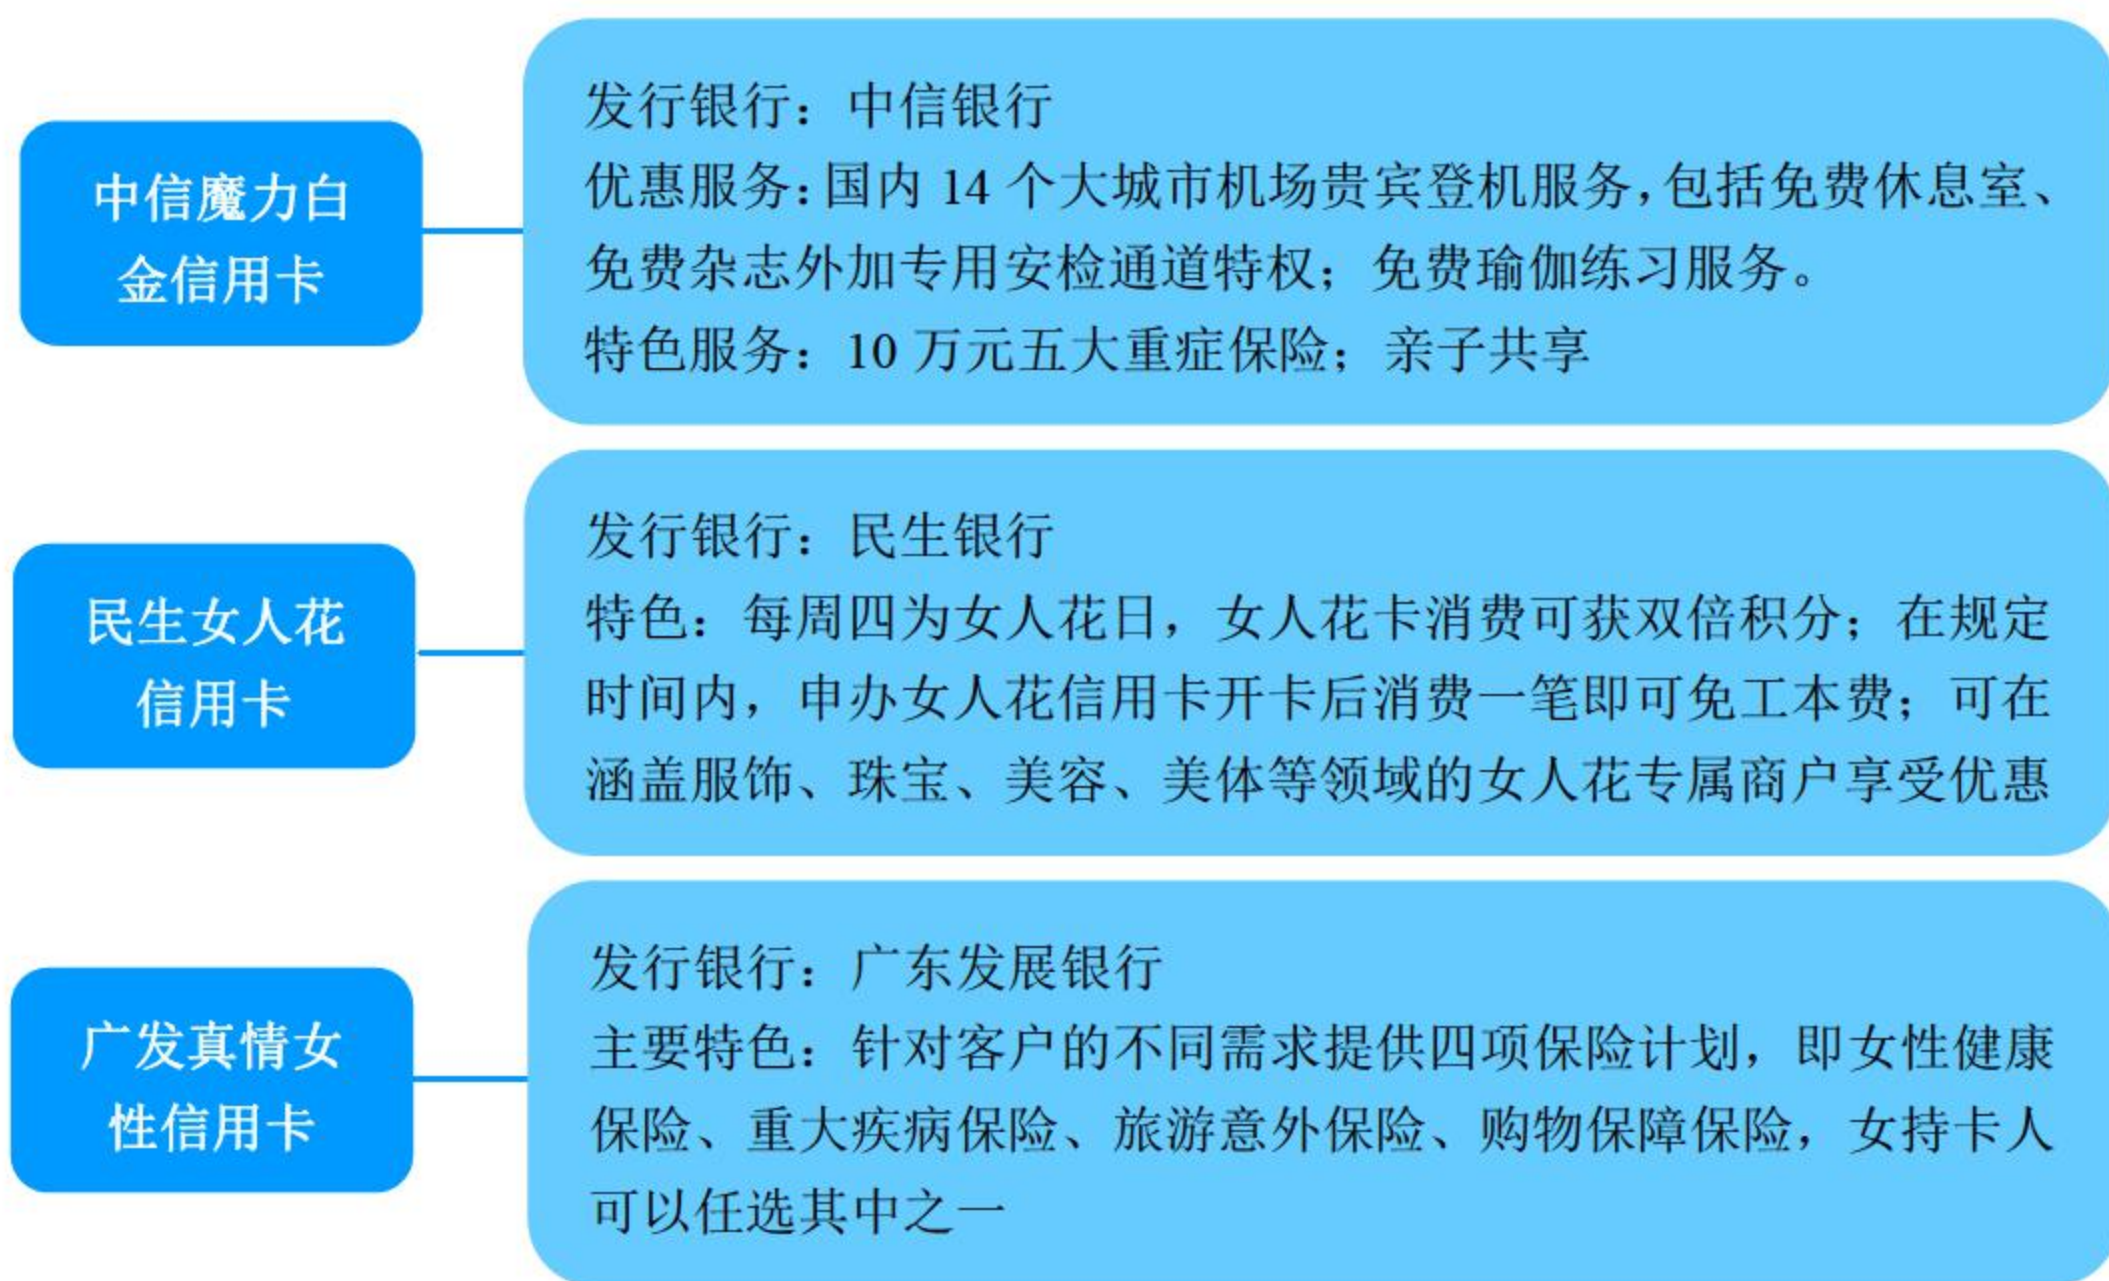 中信魔力白
金信用卡
发行银行：中信银行
优惠服务：国内 14 个大城市机场贵宾登机服务，包括免费休息室、
免费杂志外加专用安检通道特权；免费瑜伽练习服务。
特色服务：10 万元五大重症保险；亲子共享
民生女人花
信用卡
发行银行：民生银行
特色：每周四为女人花日，女人花卡消费可获双倍积分；在规定
时间内，申办女人花信用卡开卡后消费一笔即可免工本费；可在
涵盖服饰、珠宝、美容、美体等领域的女人花专属商户享受优惠
广发真情女
性信用卡
发行银行：广东发展银行
主要特色：针对客户的不同需求提供四项保险计划，即女性健康
保险、重大疾病保险、旅游意外保险、购物保障保险，女持卡人
可以任选其中之一